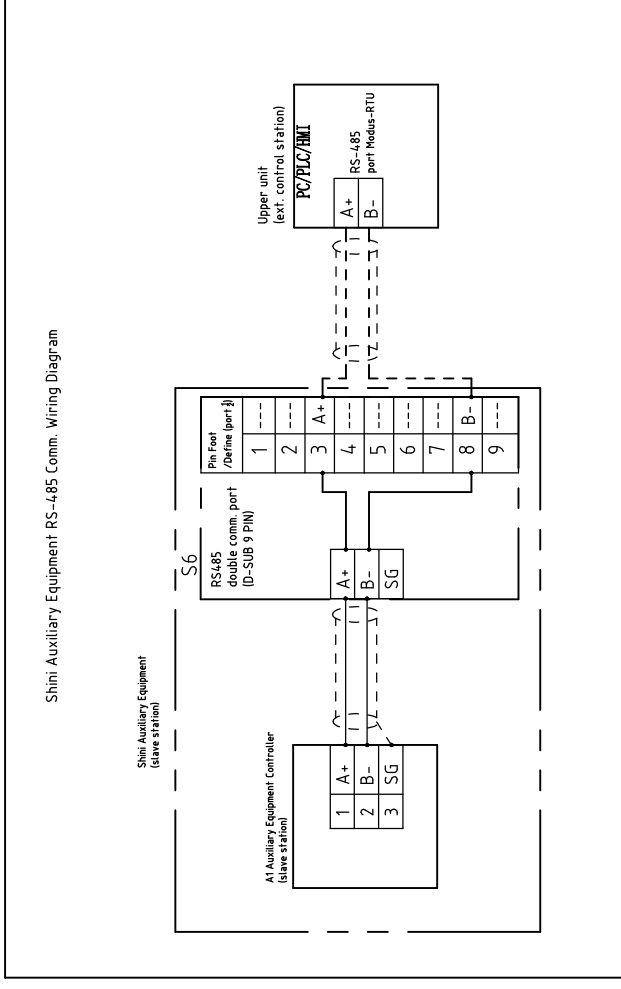 Shini Auxiliary Equipment RS-485 Comm. Wiring Diagram
Shini Auxiliary Equipment
(slave station)
A1 Auxiliary Equipment Controller
(slave station)
1 A+
2 B-
3 SG
S6
RS485
double comm. port
(D-SUB 9 PIN)
A+
B-
SG
Pin Foot
/Define (port ½)
1 ---
2 ---
3 A+
4 ---
5 ---
6 ---
7 ---
8 B-
9 ---
Upper unit
(ext. control station)
PC/PLC/HMI
RS-485
port Modus-RTU
A+
B-